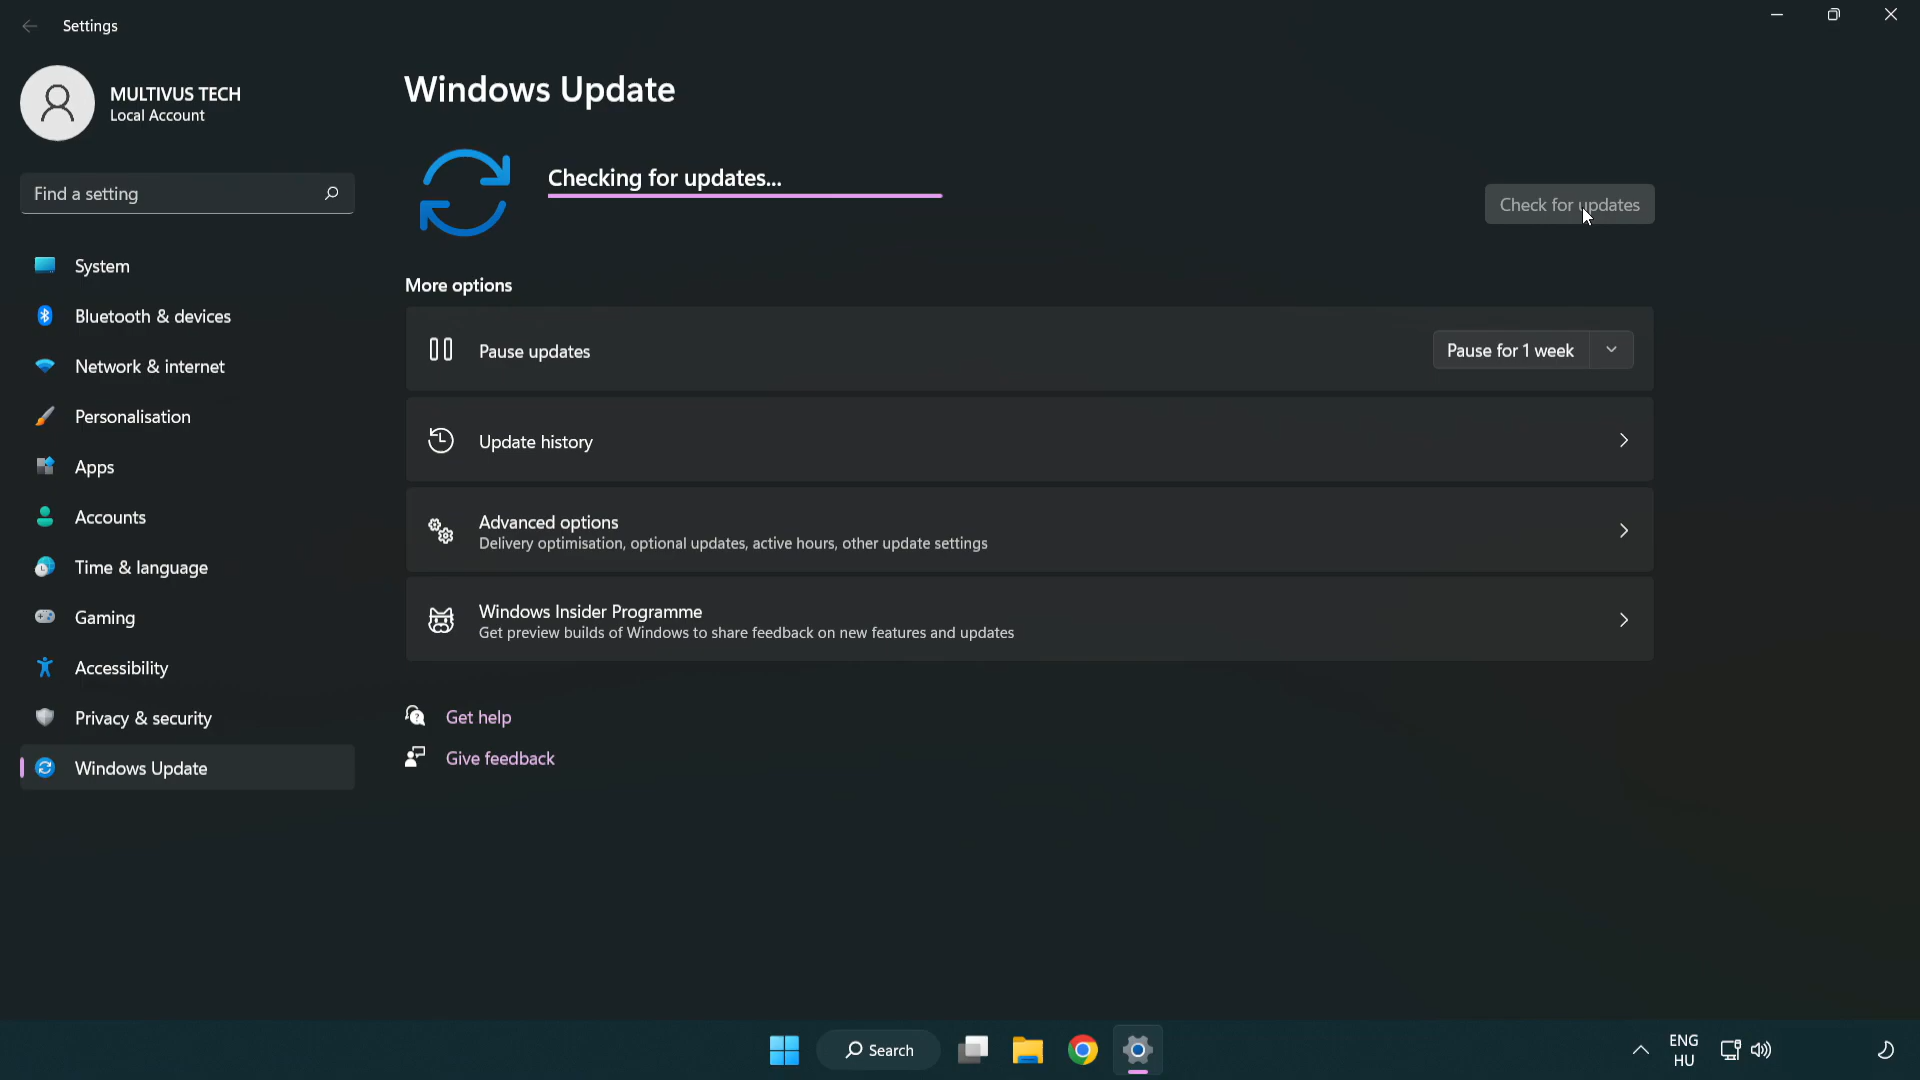 Settings
MULTIVUS TECH
Local Account
Find a setting
System
Bluetooth & devices
Network & internet
Personalisation
Apps
Accounts
Time & language
Gaming
Accessibility
Privacy & security
Windows Update
Windows Update
Checking for updates...
Check for updates
More options
Pause updates
Pause for 1 week
Update history
Advanced options
Delivery optimisation, optional updates, active hours, other update settings
Windows Insider Programme
Get preview builds of Windows to share feedback on new features and updates
Get help
Give feedback
Search
ENG
HU